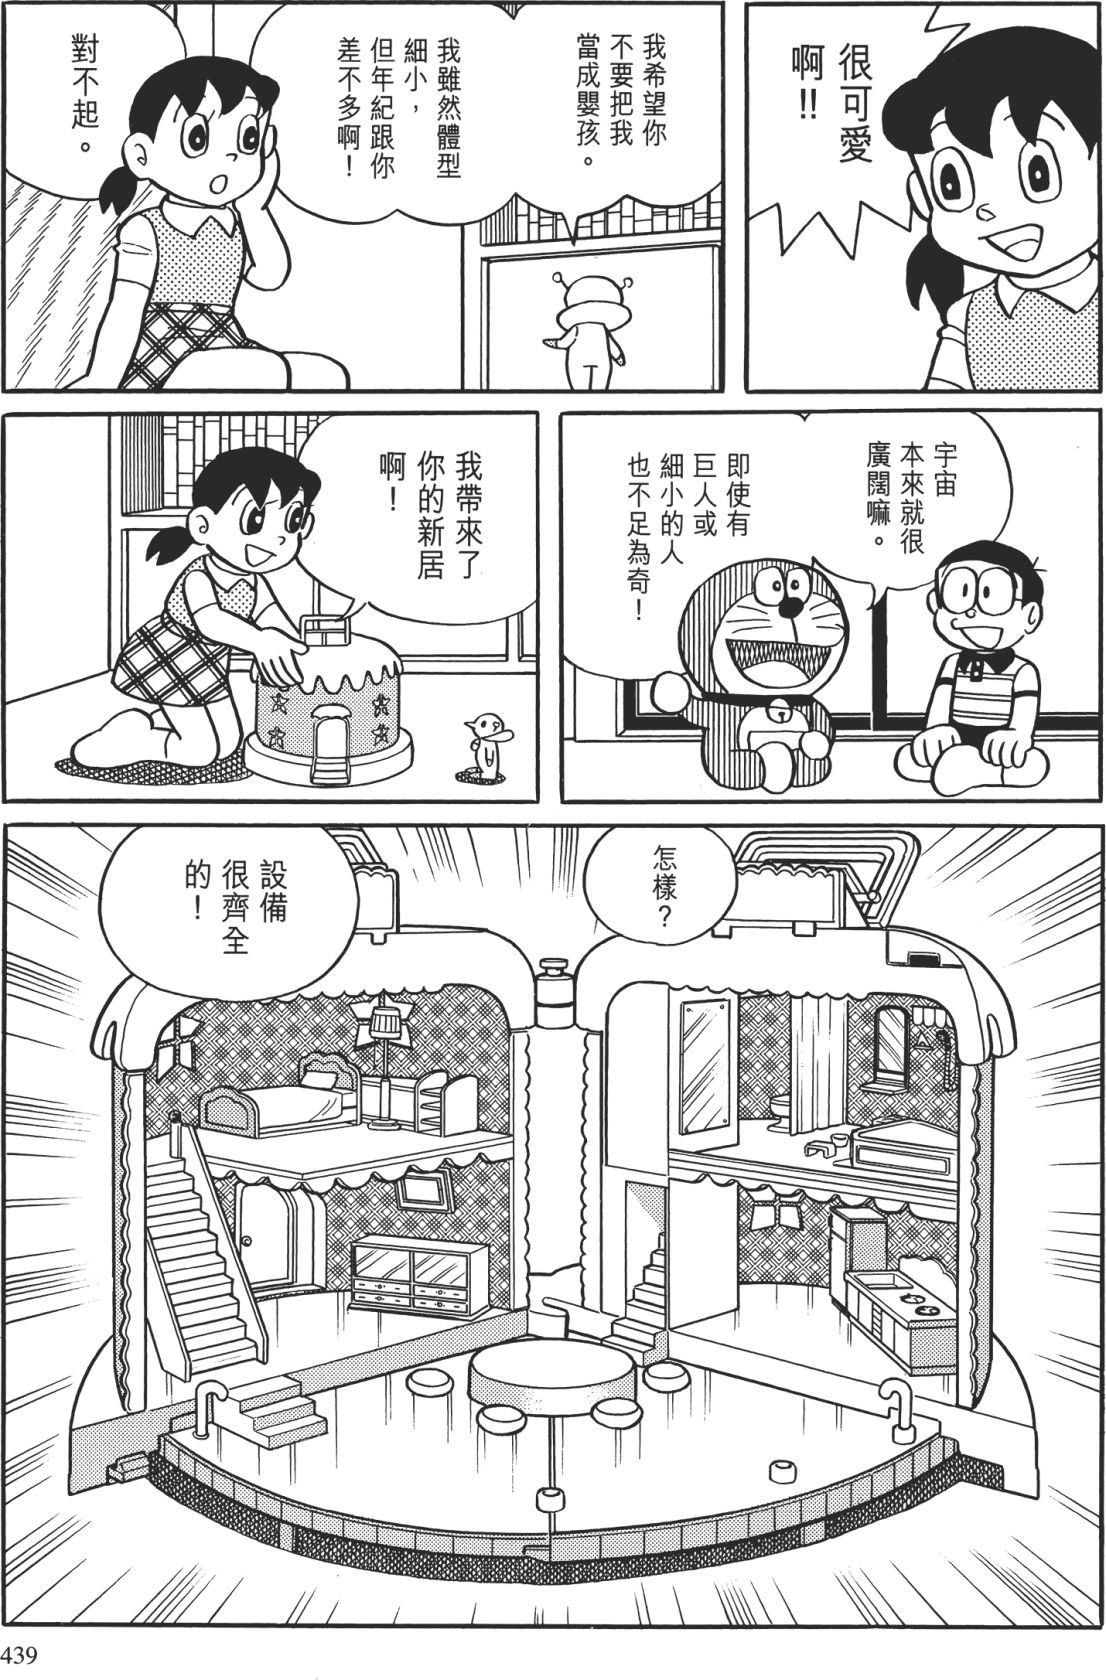 很可愛
啊!!
我希望你
不要把我
當成嬰孩。
我雖然體型
細小，
但年紀跟你
差不多啊！
對不起。
宇宙
本來就很
廣闊嘛。
即使有
巨人或
細小的人
也不足為奇！
我帶來了
你的新居
啊！
怎樣？
設備
很齊全
的！
439